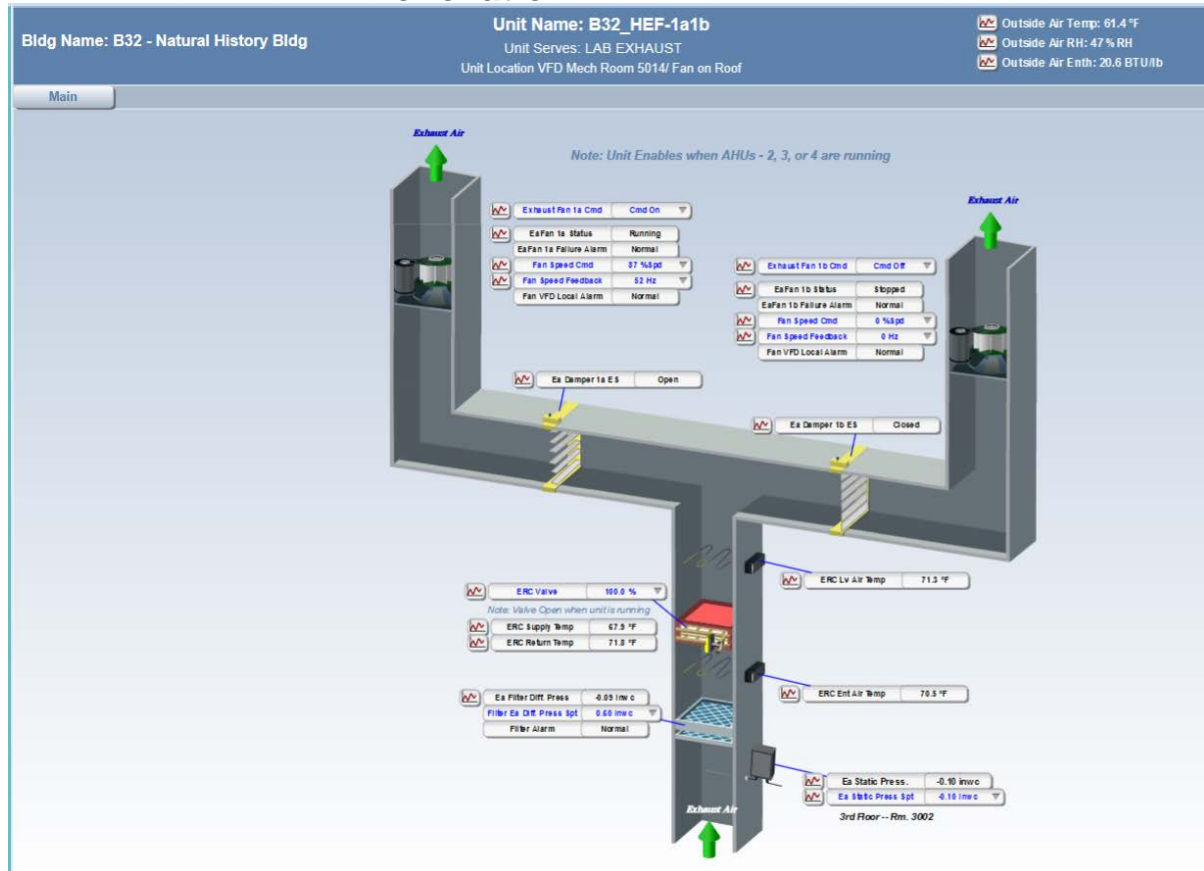 Bldg Name: B32 - Natural History Bldg
Unit Name: B32_HEF-1a1b
Unit Serves: LAB EXHAUST
Unit Location VFD Mech Room 5014/ Fan on Roof
Outside Air Temp: 61.4 °F
Outside Air RH: 47 % RH
Outside Air Enth: 20.6 BTU/lb
Main
Exhaust Air
Note: Unit Enables when AHUs - 2, 3, or 4 are running
Exhaust Fan 1a Cmd Cmd On
EaFan 1a Status Running
EaFan 1a Failure Alarm Normal
Fan Speed Cmd 87 %Spd
Fan Speed Feedback 52 Hz
Fan VFD Local Alarm Normal
Exhaust Air
Exhaust Fan 1b Cmd Cmd Off
EaFan 1b Status Stopped
EaFan 1b Failure Alarm Normal
Fan Speed Cmd 0 %Spd
Fan Speed Feedback 0 Hz
Fan VFD Local Alarm Normal
Ea Damper 1a ES Open
Ea Damper 1b ES Closed
ERC Lv Air Temp 71.3 °F
ERC Valve 100.0 %
Note: Valve Open when unit is running
ERC Supply Temp 67.9 °F
ERC Return Temp 71.8 °F
ERC Ent Air Temp 70.5 °F
Ea Filter Diff. Press -0.09 inwc
Filter Ea Diff. Press Spt 0.60 inwc
Filter Alarm Normal
Ea Static Press. -0.10 inwc
Ea Static Press Spt -0.10 inwc
3rd Floor -- Rm. 3002
Exhaust Air